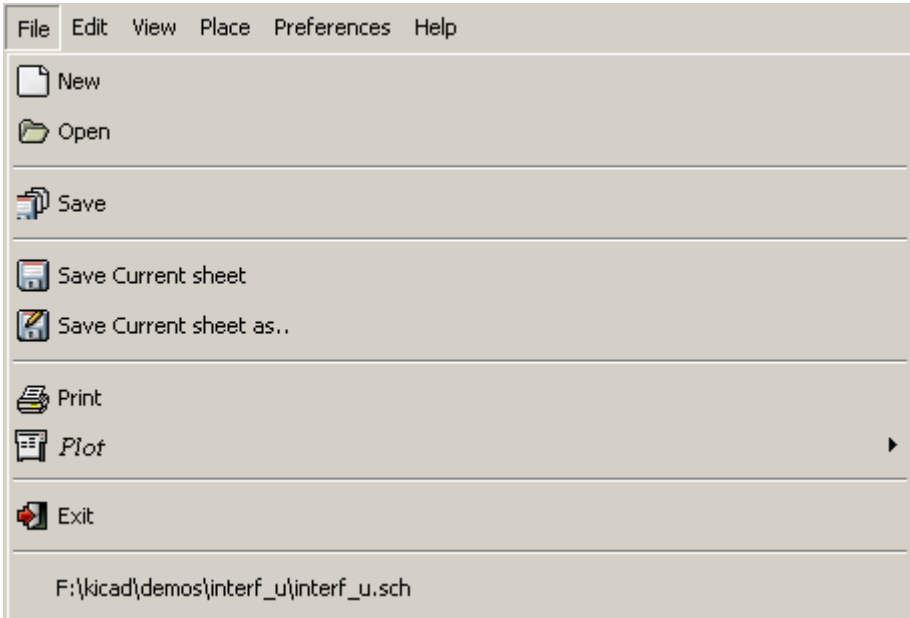 File Edit View Place Preferences Help
New
Open
Save
Save Current sheet
Save Current sheet as..
Print
Plot
Exit
F:\kicad\demos\interf_u\interf_u.sch